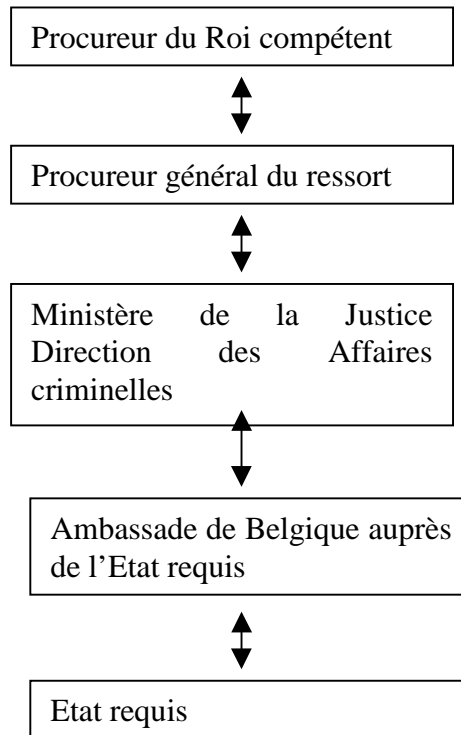 Procureur du Roi compétent
Procureur général du ressort
Ministère de la Justice
Direction des Affaires
criminelles
Ambassade de Belgique auprès
de l’Etat requis
Etat requis